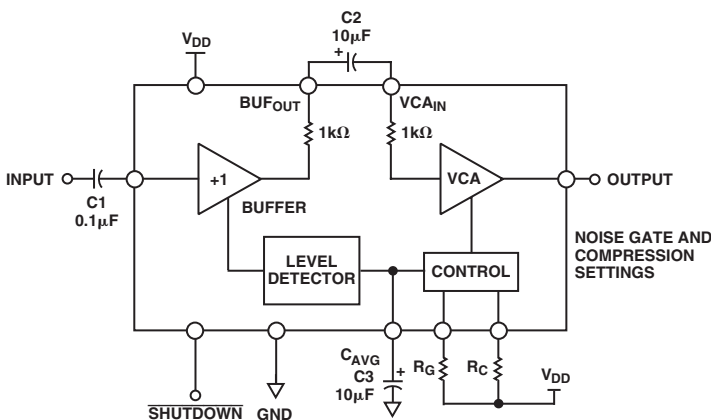 C2
10µF
+
VDD
BUFOUT
VCAIN
1kΩ
1kΩ
INPUT
C1
0.1µF
+1
BUFFER
VCA
OUTPUT
LEVEL
DETECTOR
CONTROL
NOISE GATE AND
COMPRESSION
SETTINGS
CAVG
C3
10µF
+
RG
RC
VDD
SHUTDOWN
GND